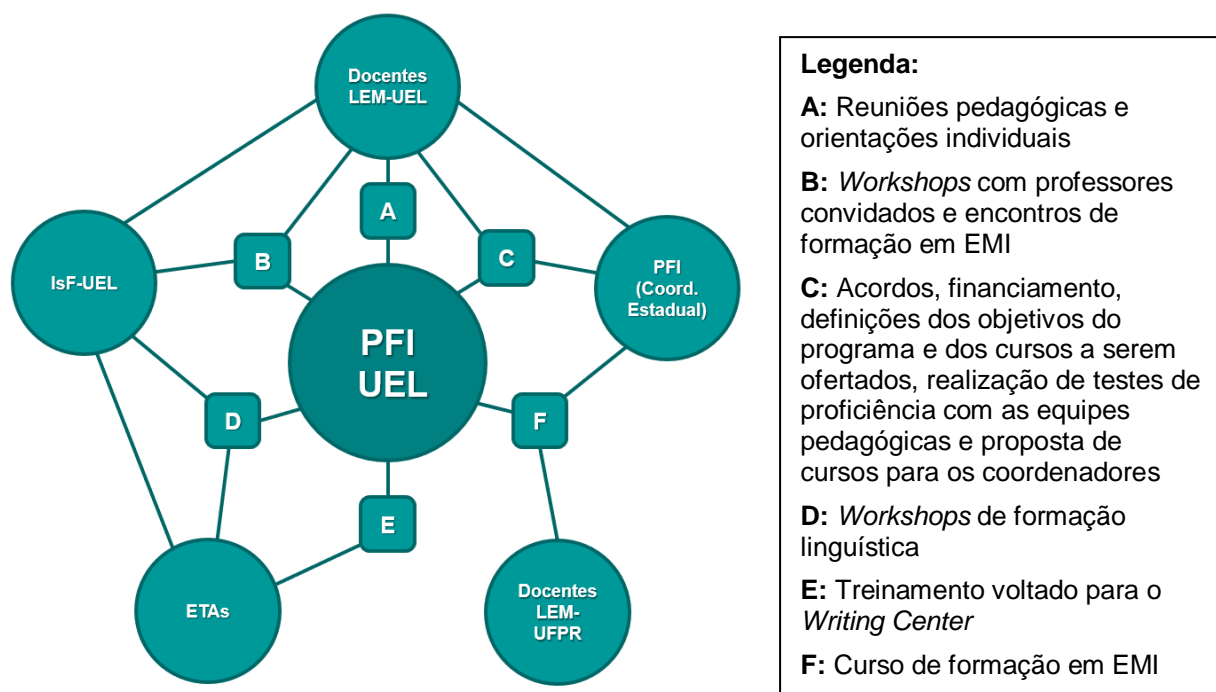 Docentes
LEM-UEL
A
B
C
IsF-UEL
PFI
(Coord.
Estadual)
PFI
UEL
D
F
E
ETAs
Docentes
LEM-
UFPR
Legenda:
A: Reuniões pedagógicas e
orientações individuais
B: Workshops com professores
convidados e encontros de
formação em EMI
C: Acordos, financiamento,
definições dos objetivos do
programa e dos cursos a serem
ofertados, realização de testes de
proficiência com as equipes
pedagógicas e proposta de
cursos para os coordenadores
D: Workshops de formação
linguística
E: Treinamento voltado para o
Writing Center
F: Curso de formação em EMI